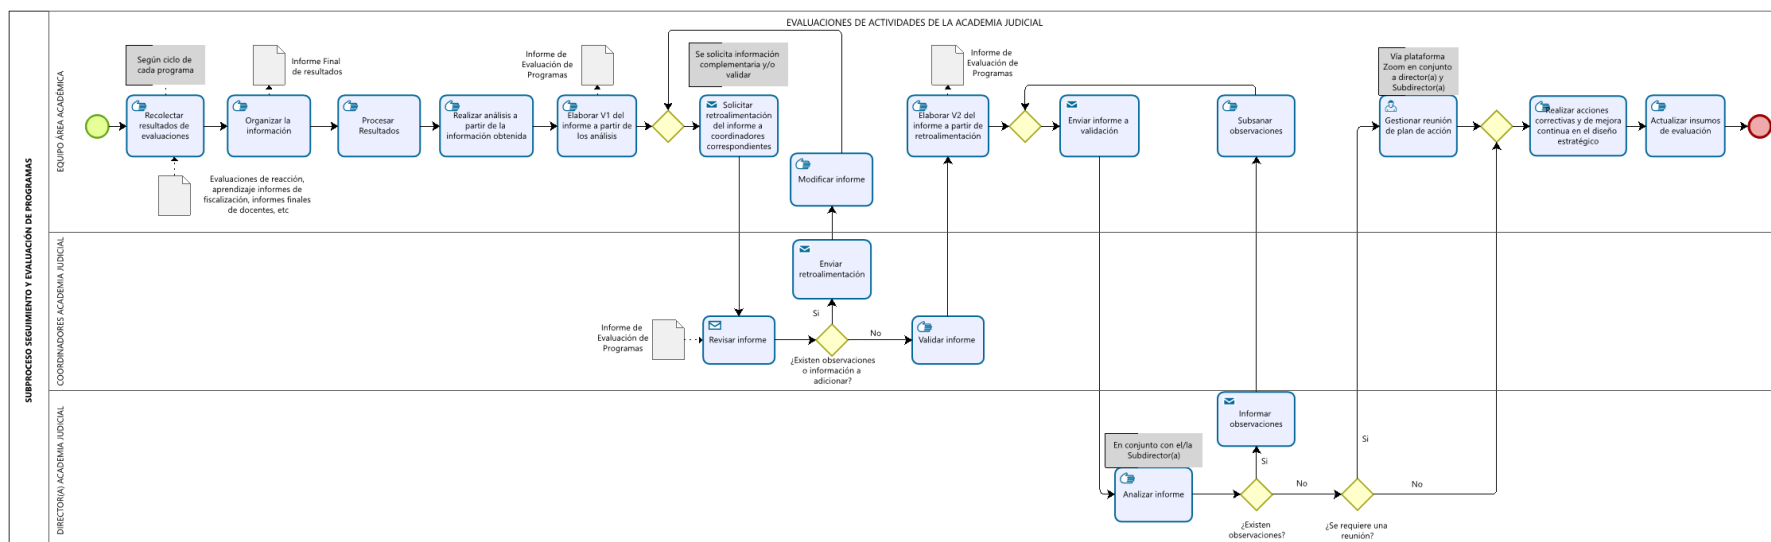 EVALUACIONES DE ACTIVIDADES DE LA ACADEMIA JUDICIAL
SUBPROCESO SEGUIMIENTO Y EVALUACIÓN DE PROGRAMAS
EQUIPO ÁREA ACADÉMICA
Según ciclo de
cada programa
Recolectar
resultados de
evaluaciones
Evaluaciones de reacción,
aprendizaje informes de
fiscalización, informes finales
de docentes, etc
Informe Final
de resultados
Organizar la
información
Procesar
Resultados
Realizar análisis a
partir de la
información obtenida
Informe de
Evaluación de
Programas
Elaborar V1 del
informe a partir de
los análisis
Se solicita información
complementaria y/o
validar
Solicitar
retroalimentación
del informe a
coordinadores
correspondientes
Modificar informe
Informe de
Evaluación de
Programas
Elaborar V2 del
informe a partir de
retroalimentación
Enviar informe a
validación
Subsanar
observaciones
Vía plataforma
Zoom en conjunto
a director(a) y
Subdirector(a)
Gestionar reunión
de plan de acción
Realizar acciones
correctivas y de mejora
continua en el diseño
estratégico
Actualizar insumos
de evaluación
COORDINADORES ACADEMIA JUDICIAL
Enviar
retroalimentación
Si
Informe de
Evaluación de
Programas
Revisar informe
¿Existen observaciones
o información a
adicionar?
No
Validar informe
DIRECTOR(A) ACADEMIA JUDICIAL
En conjunto con el/la
Subdirector(a)
Analizar informe
Informar
observaciones
Si
¿Existen
observaciones?
No
¿Se requiere una
reunión?
Si
No